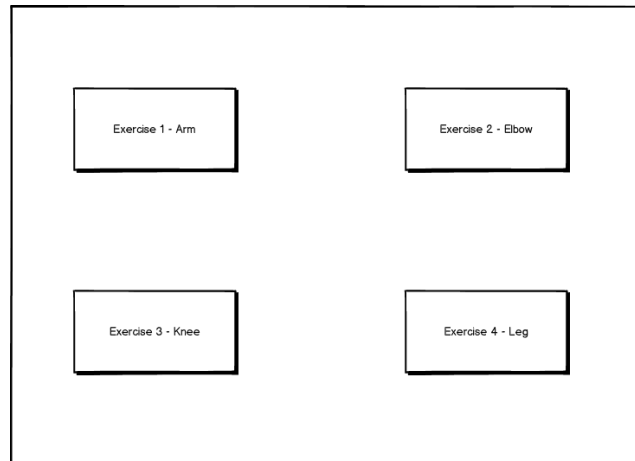 Exercise 1 - Arm
Exercise 2 - Elbow
Exercise 3 - Knee
Exercise 4 - Leg